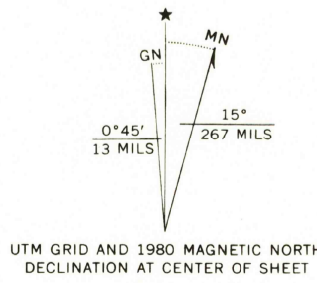 ★
MN
GN
0°45'
13 MILS
15°
267 MILS
UTM GRID AND 1980 MAGNETIC NORTH
DECLINATION AT CENTER OF SHEET